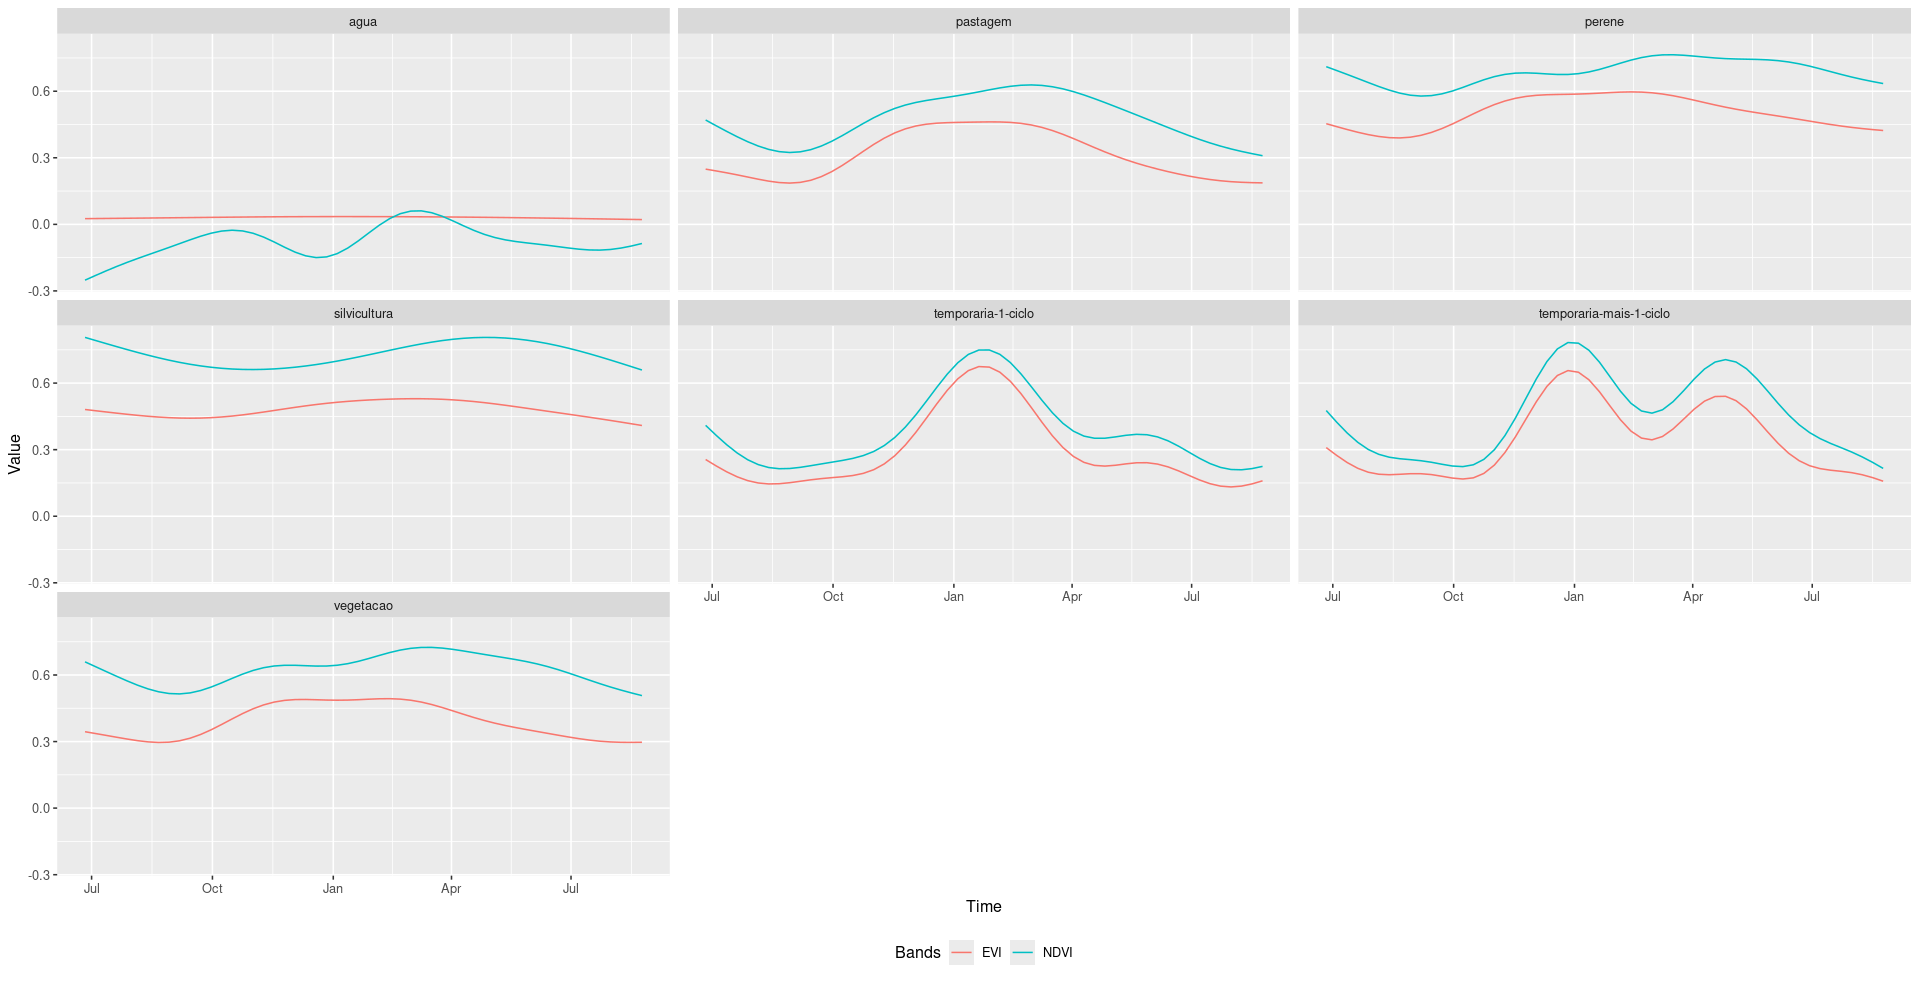 agua
pastagem
perene
0.6
0.3
0.0
-0.3
silvicultura
temporaria-1-ciclo
temporaria-mais-1-ciclo
0.6
0.3
0.0
-0.3
Jul Oct Jan Apr Jul
Jul Oct Jan Apr Jul
vegetacao
0.6
0.3
0.0
-0.3
Jul Oct Jan Apr Jul
Value
Time
Bands EVI NDVI